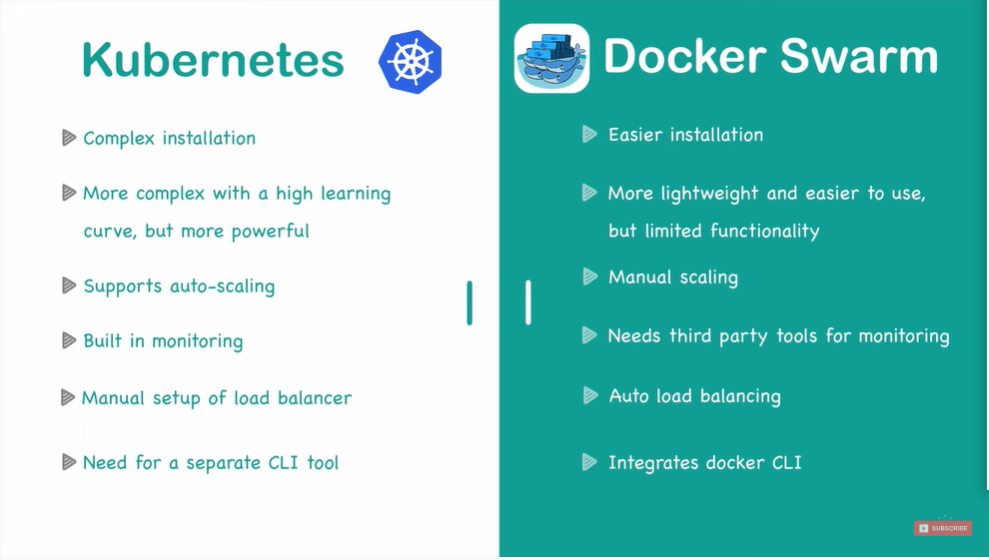 Kubernetes
Complex installation
More complex with a high learning
curve, but more powerful
Supports auto-scaling
Built in monitoring
Manual setup of load balancer
Need for a separate CLI tool
Docker Swarm
Easier installation
More lightweight and easier to use,
but limited functionality
Manual scaling
Needs third party tools for monitoring
Auto load balancing
Integrates docker CLI
SUBSCRIBE